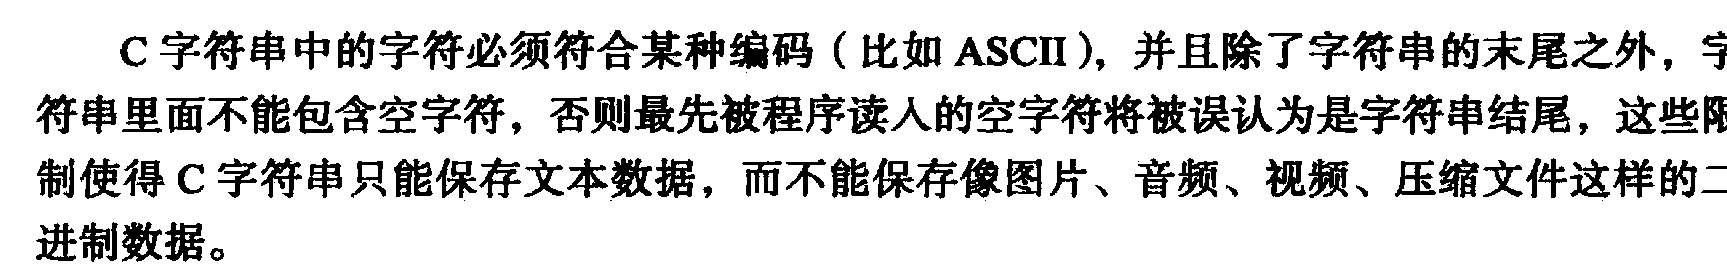 C 字符串中的字符必须符合某种编码（比如 ASCII），并且除了字符串的末尾之外，字
符串里面不能包含空字符，否则最先被程序读入的空字符将被误认为是字符串结尾，这些限
制使得 C 字符串只能保存文本数据，而不能保存像图片、音频、视频、压缩文件这样的二
进制数据。